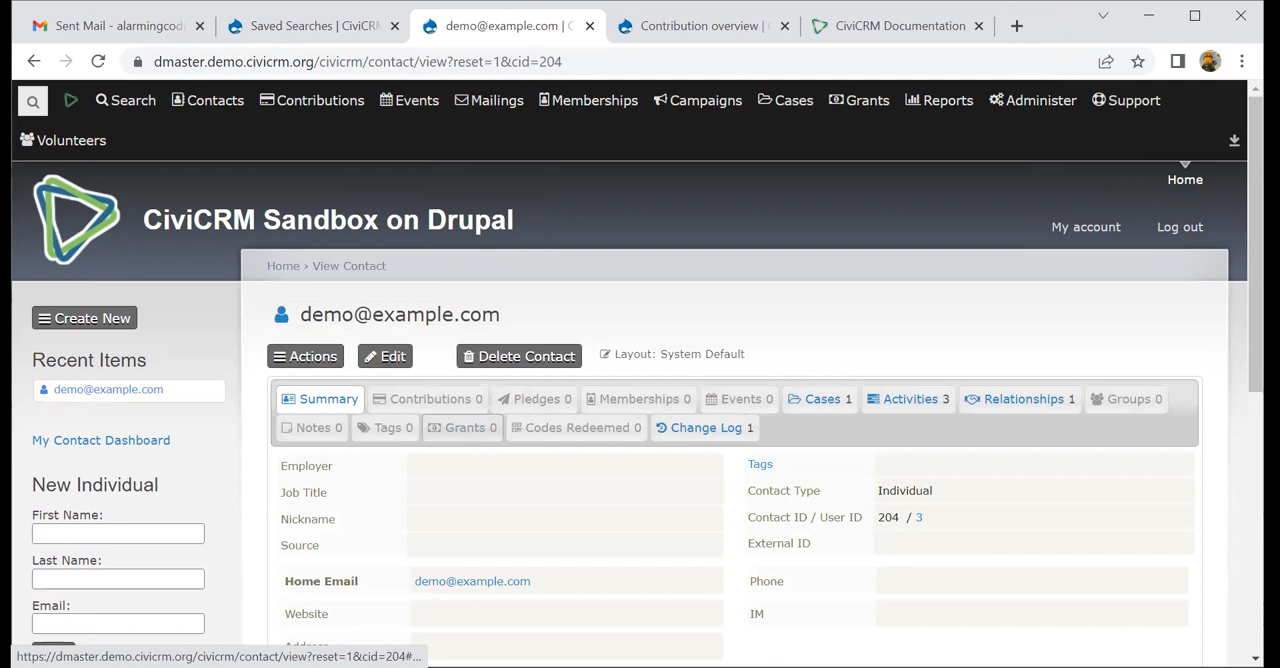 Sent Mail - alarmingcod
Saved Searches | CiviCR
demo@example.com | C
Contribution overview |
CiviCRM Documentation
dmaster.demo.civicrm.org/civicrm/contact/view?reset=1&cid=204
Search Contacts Contributions Events Mailings Memberships Campaigns Cases Grants Reports Administer Support
Volunteers
Home
CiviCRM Sandbox on Drupal
My account Log out
Home › View Contact
Create New
Recent Items
demo@example.com
My Contact Dashboard
New Individual
First Name:
Last Name:
Email:
demo@example.com
Actions Edit Delete Contact Layout: System Default
Summary Contributions 0 Pledges 0 Memberships 0 Events 0 Cases 1 Activities 3 Relationships 1 Groups 0
Notes 0 Tags 0 Grants 0 Codes Redeemed 0 Change Log 1
Employer
Job Title
Nickname
Source
Tags
Contact Type Individual
Contact ID / User ID 204 / 3
External ID
Home Email demo@example.com
Website
Address
Phone
IM
https://dmaster.demo.civicrm.org/civicrm/contact/view?reset=1&cid=204#...